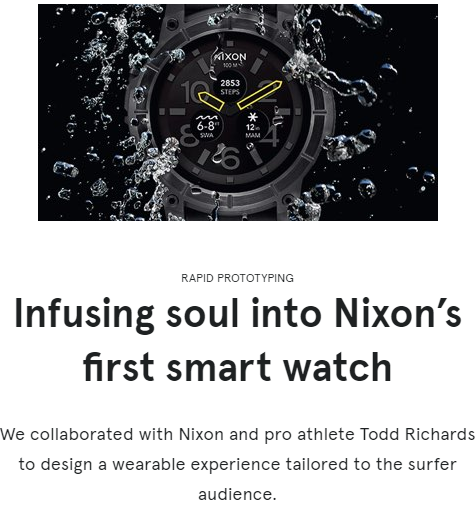 NIXON
100 M
2853
STEPS
10 2
6-8FT
SWA
12IN
MAM
8 4
6
RAPID PROTOTYPING
Infusing soul into Nixon’s
first smart watch
We collaborated with Nixon and pro athlete Todd Richards
to design a wearable experience tailored to the surfer
audience.